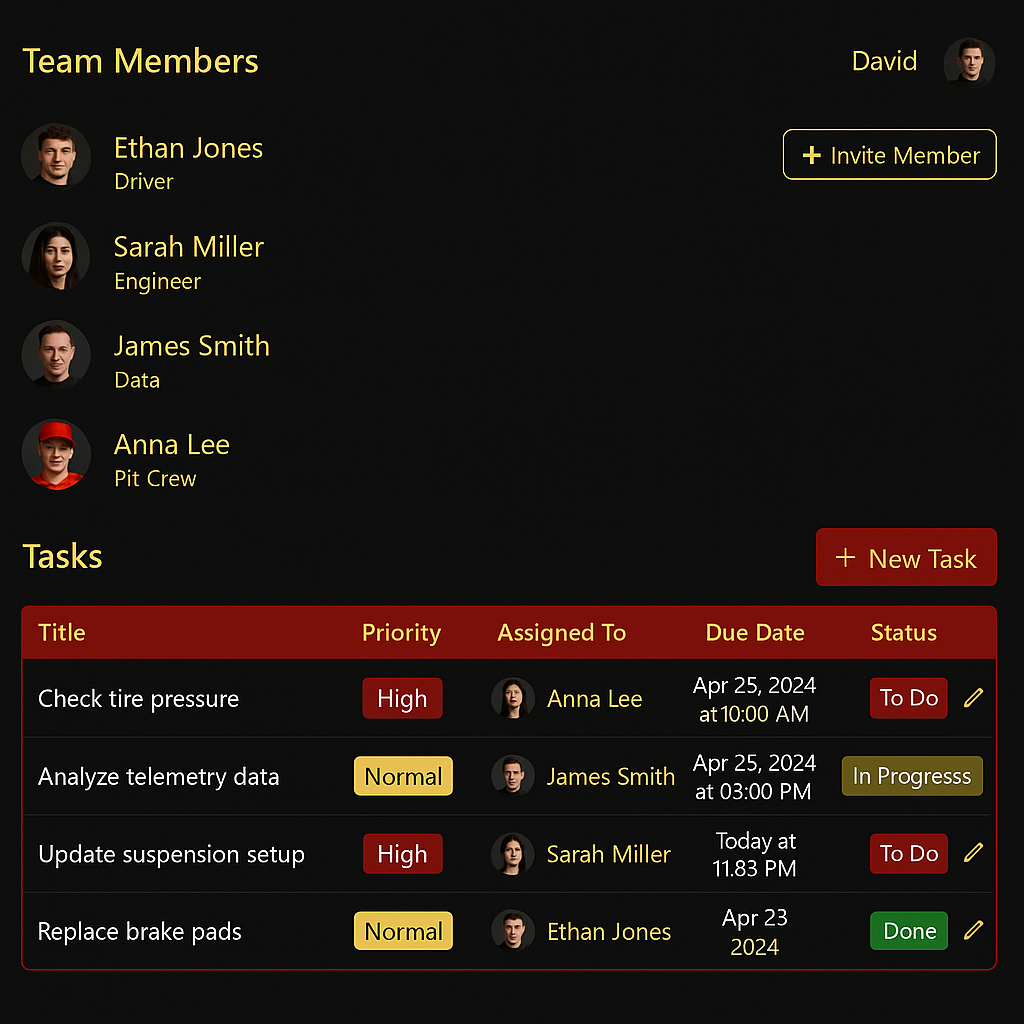 Team Members
David
Ethan Jones
Driver
+ Invite Member
Sarah Miller
Engineer
James Smith
Data
Anna Lee
Pit Crew
Tasks
+ New Task
Title Priority Assigned To Due Date Status
Check tire pressure High Anna Lee Apr 25, 2024 at 10:00 AM To Do
Analyze telemetry data Normal James Smith Apr 25, 2024 at 03:00 PM In Progresss
Update suspension setup High Sarah Miller Today at 11.83 PM To Do
Replace brake pads Normal Ethan Jones Apr 23 2024 Done